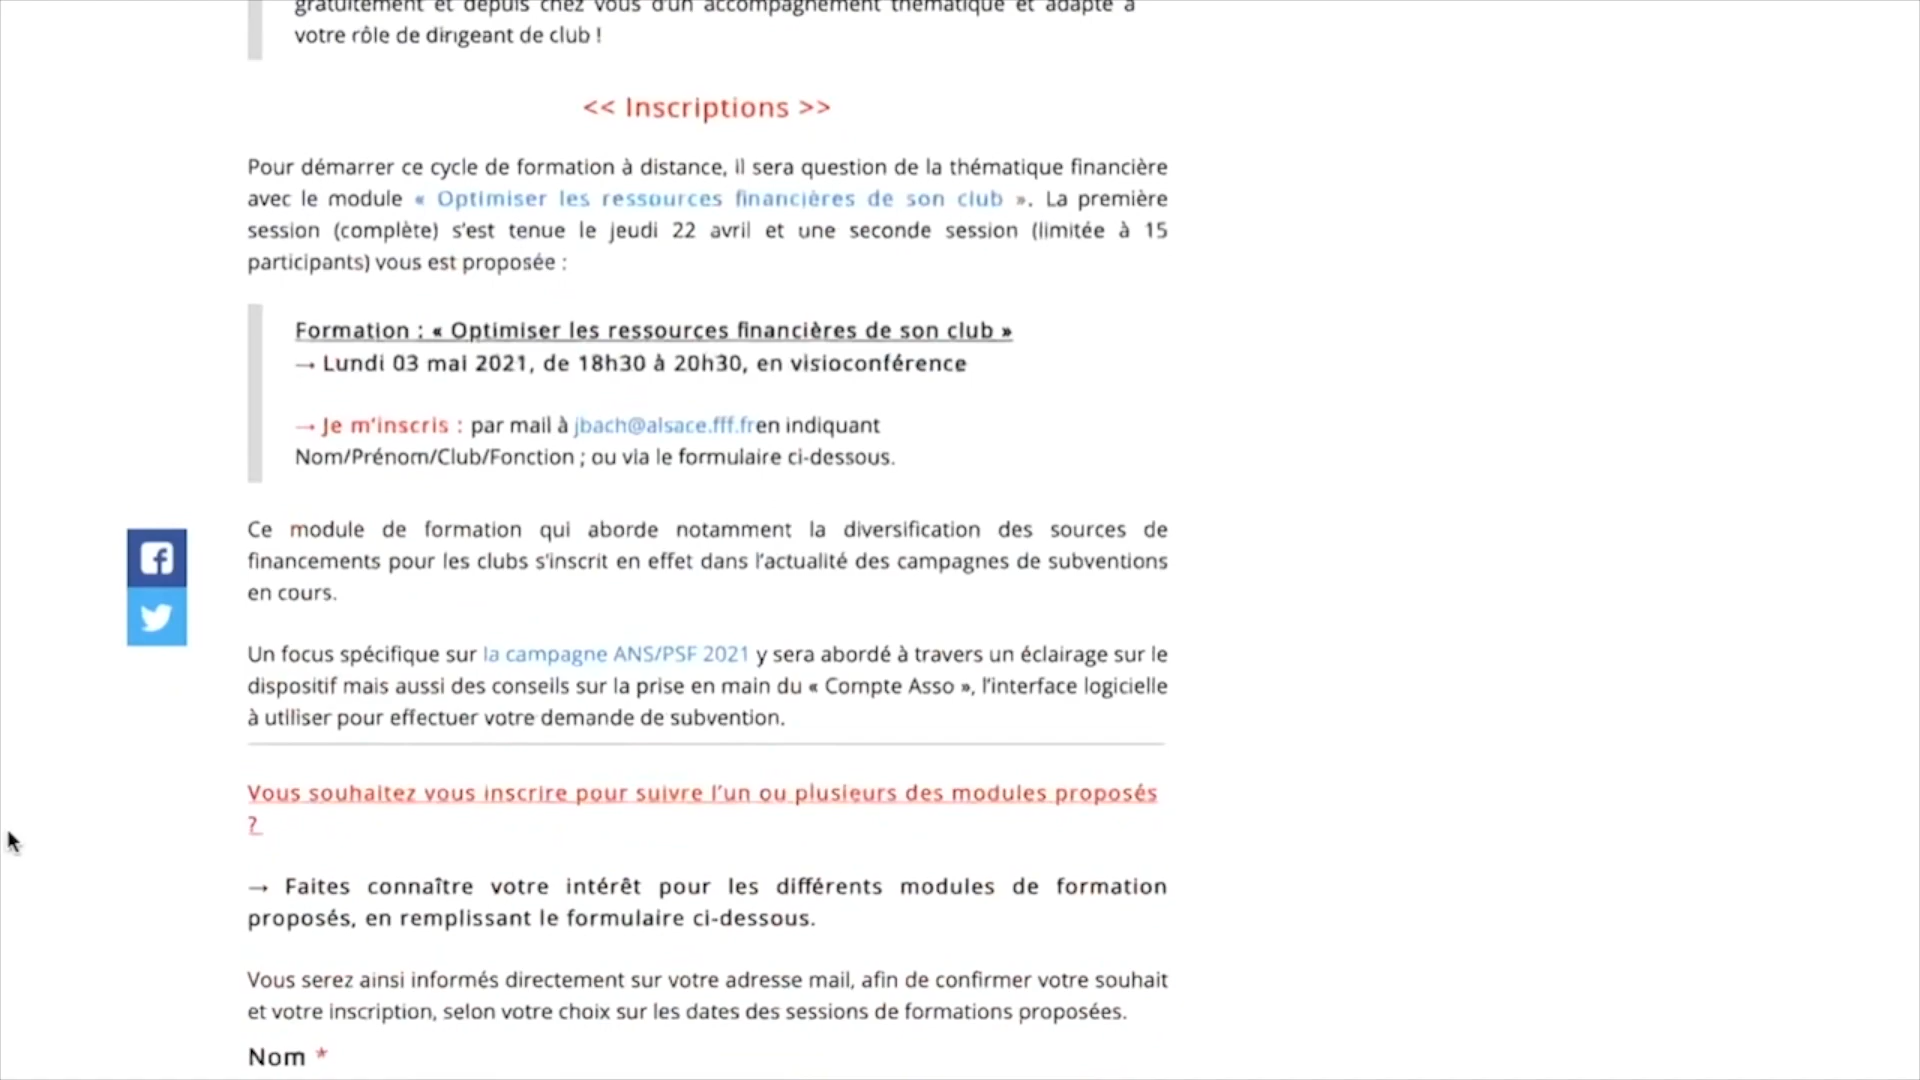 gratuitement et depuis chez vous d'un accompagnement thématique et adapté à
votre rôle de dirigeant de club !
<< Inscriptions >>
Pour démarrer ce cycle de formation à distance, il sera question de la thématique financière
avec le module « Optimiser les ressources financières de son club ». La première
session (complète) s'est tenue le jeudi 22 avril et une seconde session (limitée à 15
participants) vous est proposée :
Formation : « Optimiser les ressources financières de son club »
→ Lundi 03 mai 2021, de 18h30 à 20h30, en visioconférence
→ Je m'inscris : par mail à jbach@alsace.fff.fren indiquant
Nom/Prénom/Club/Fonction ; ou via le formulaire ci-dessous.
Ce module de formation qui aborde notamment la diversification des sources de
financements pour les clubs s'inscrit en effet dans l'actualité des campagnes de subventions
en cours.
Un focus spécifique sur la campagne ANS/PSF 2021 y sera abordé à travers un éclairage sur le
dispositif mais aussi des conseils sur la prise en main du « Compte Asso », l'interface logicielle
à utiliser pour effectuer votre demande de subvention.
Vous souhaitez vous inscrire pour suivre l'un ou plusieurs des modules proposés
?
→ Faites connaître votre intérêt pour les différents modules de formation
proposés, en remplissant le formulaire ci-dessous.
Vous serez ainsi informés directement sur votre adresse mail, afin de confirmer votre souhait
et votre inscription, selon votre choix sur les dates des sessions de formations proposées.
Nom *